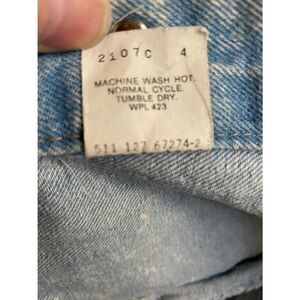 2107C 4
MACHINE WASH HOT.
NORMAL CYCLE.
TUMBLE DRY.
WPL 423
511 127 67274-2